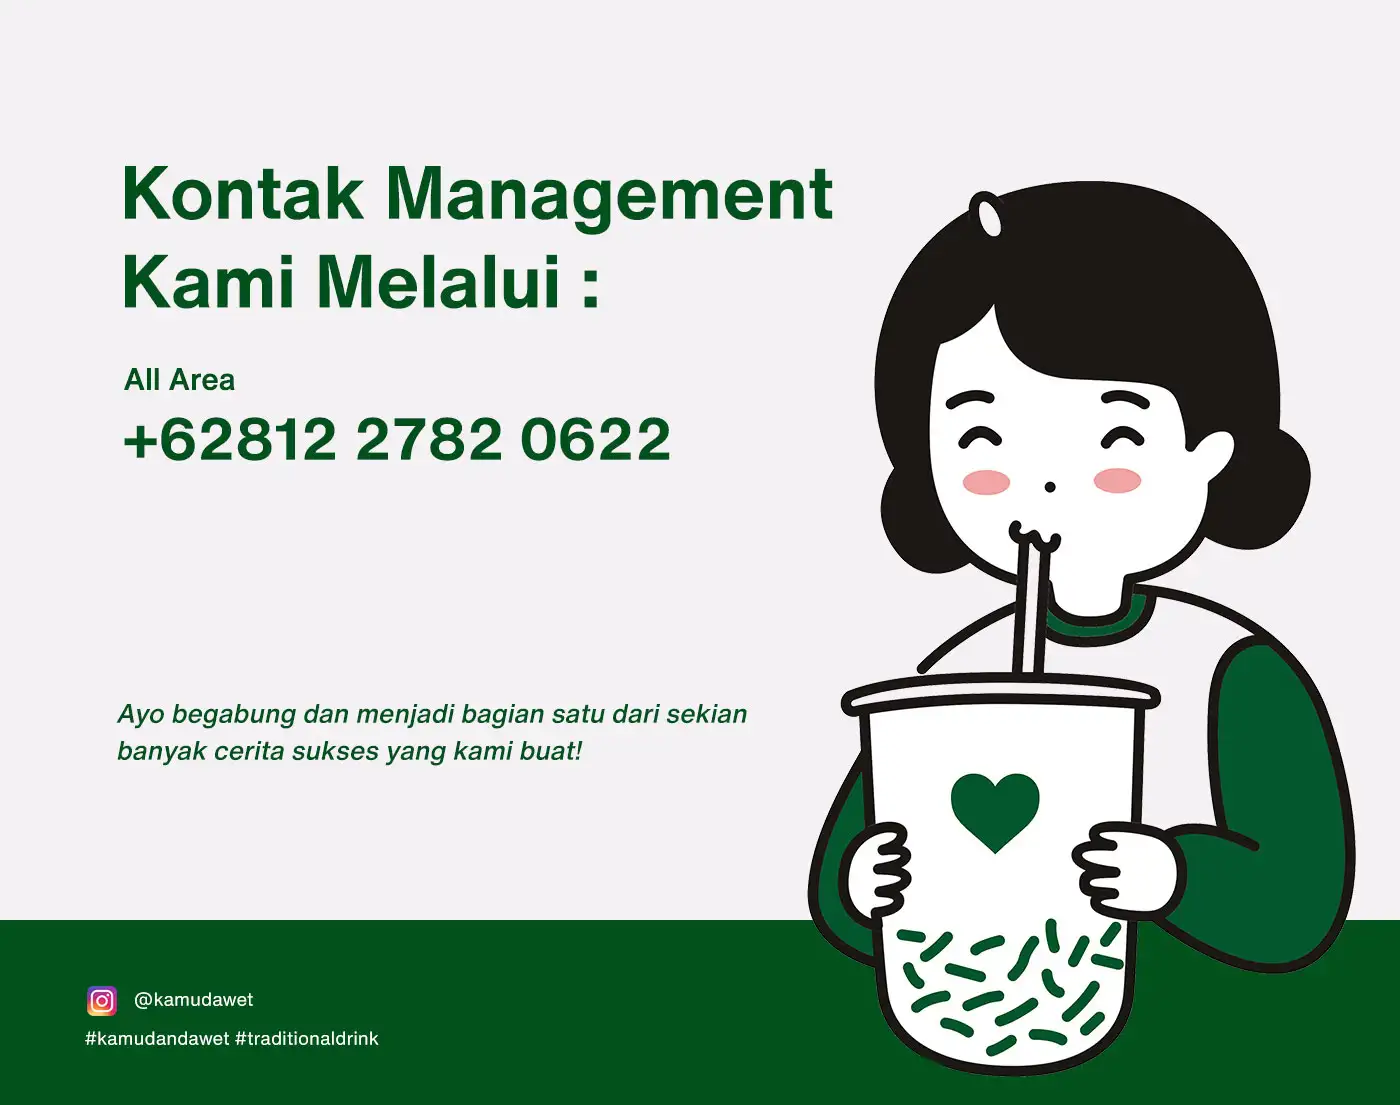 Kontak Management
Kami Melalui :
All Area
+62812 2782 0622
Ayo begabung dan menjadi bagian satu dari sekian
banyak cerita sukses yang kami buat!
@kamudawet
#kamudandawet #traditionaldrink